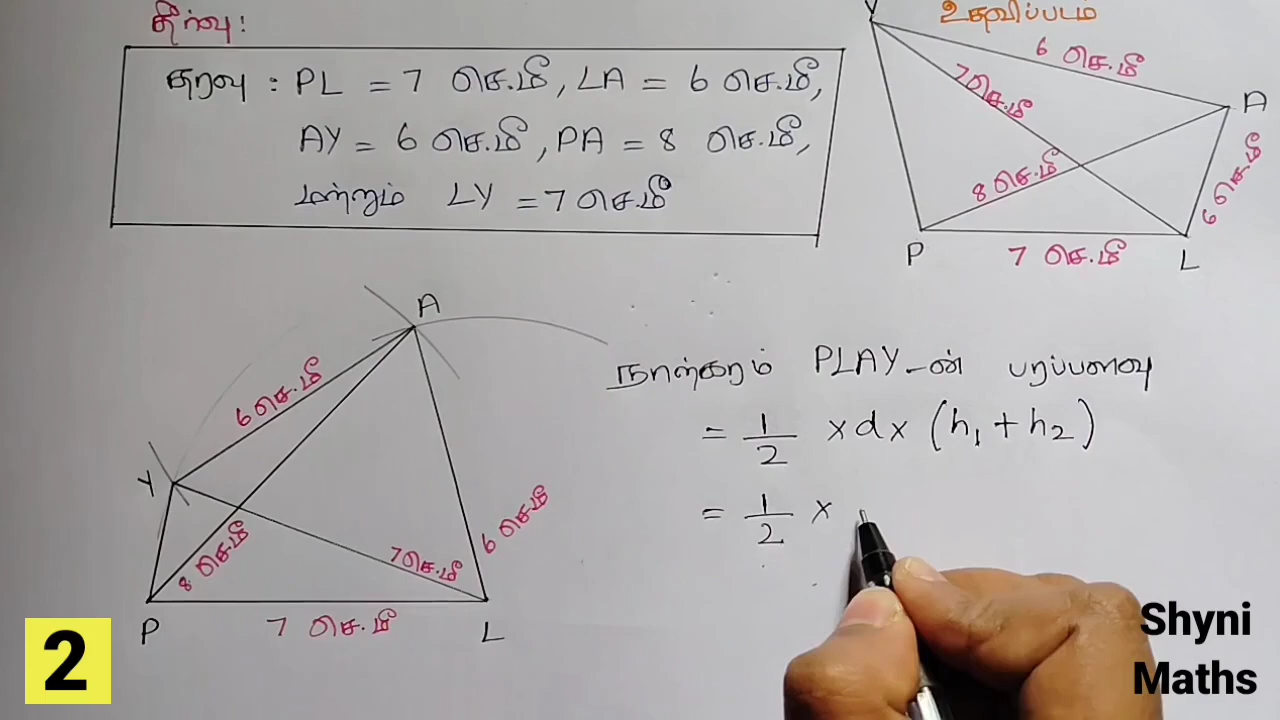 தீர்வு:
தரவு : PL = 7 செ.மீ, LA = 6 செ.மீ,
AY = 6 செ.மீ, PA = 8 செ.மீ,
மற்றும் LY = 7 செ.மீ
உதவிப்படம்
Y
6 செ.மீ
7 செ.மீ
A
8 செ.மீ
6 செ.மீ
P
7 செ.மீ
L
A
6 செ.மீ
Y
8 செ.மீ
7 செ.மீ
6 செ.மீ
P
7 செ.மீ
L
நாற்கரம் PLAY-ன் பரப்பளவு
= 1/2 x d x (h₁ + h₂)
= 1/2 x
2
Shyni
Maths